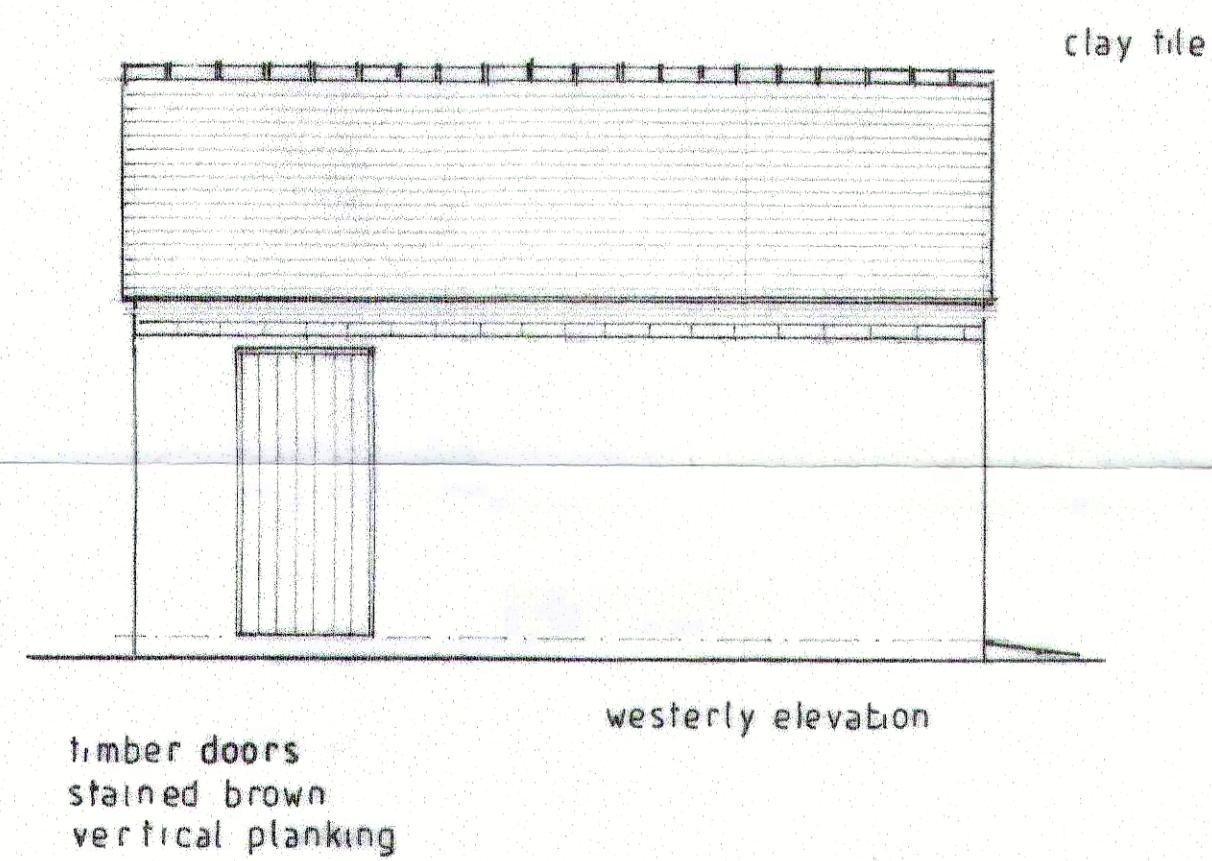 clay tile
westerly elevation
timber doors
stained brown
vertical planking